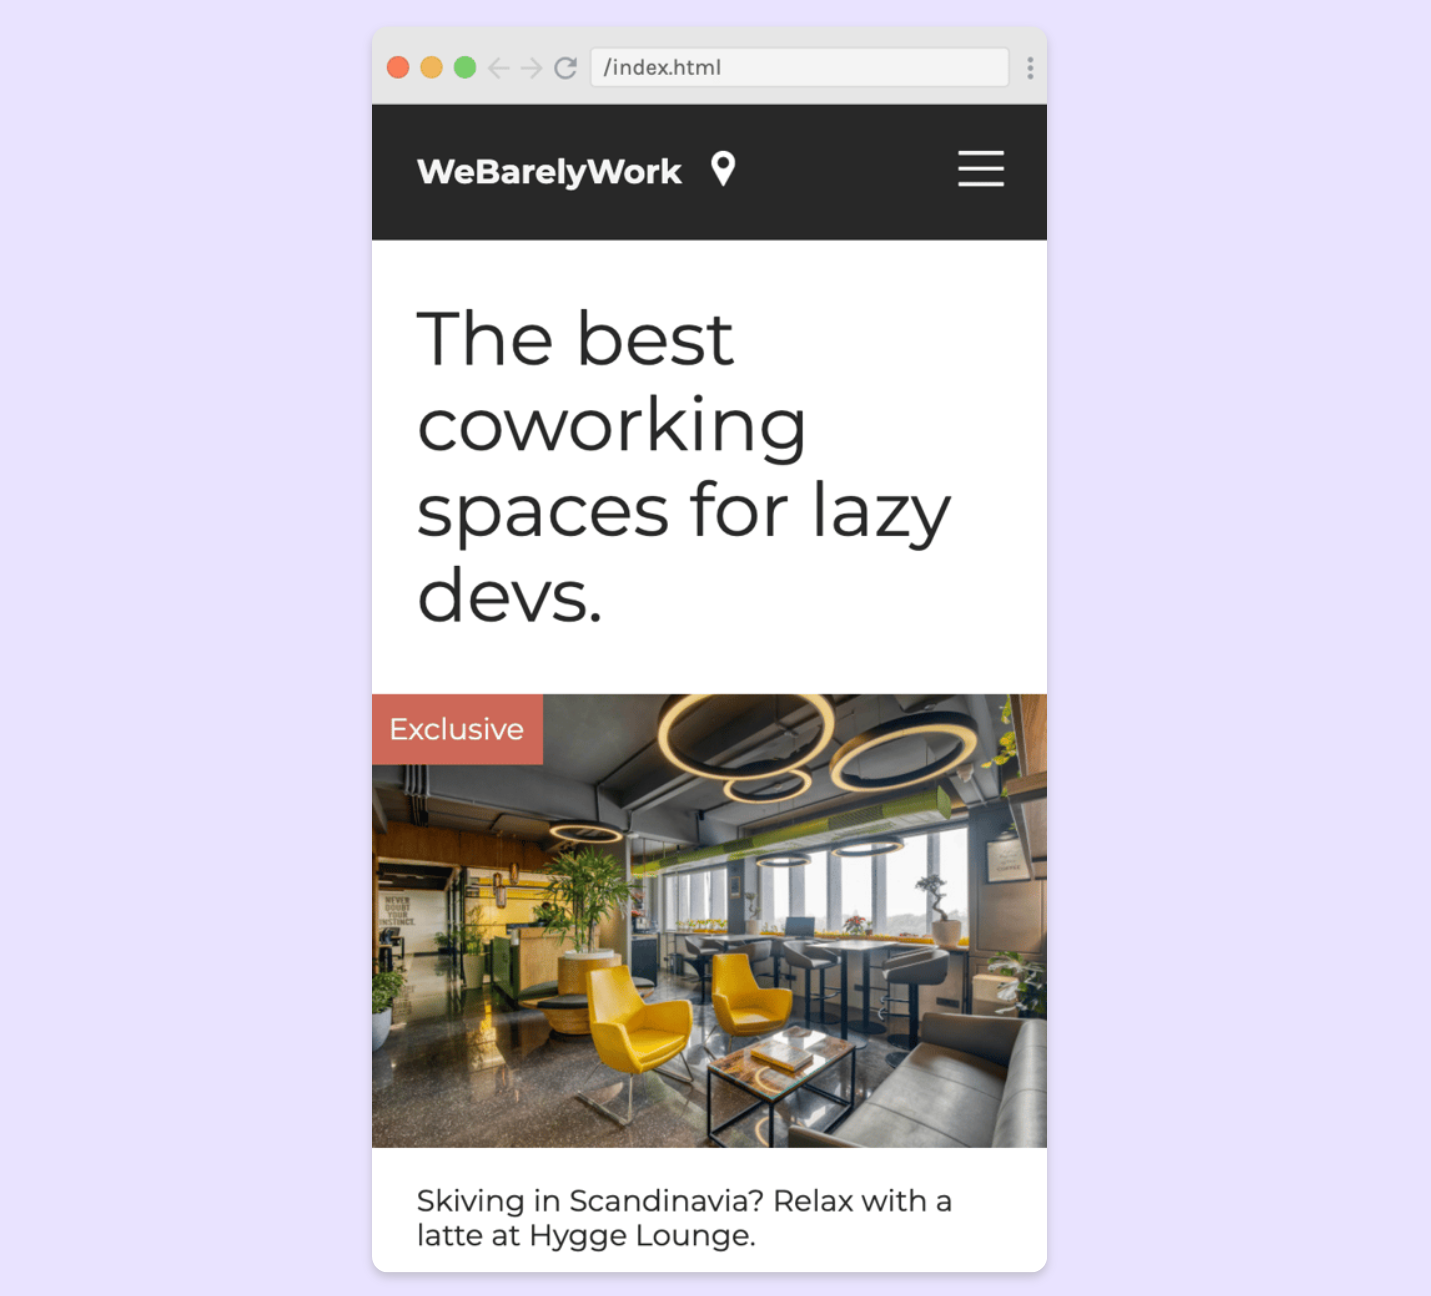 /index.html
WeBarelyWork
The best
coworking
spaces for lazy
devs.
Exclusive
NEVER
DOUBT
YOUR
INSTINCT.
COFFEE
Skiving in Scandinavia? Relax with a
latte at Hygge Lounge.